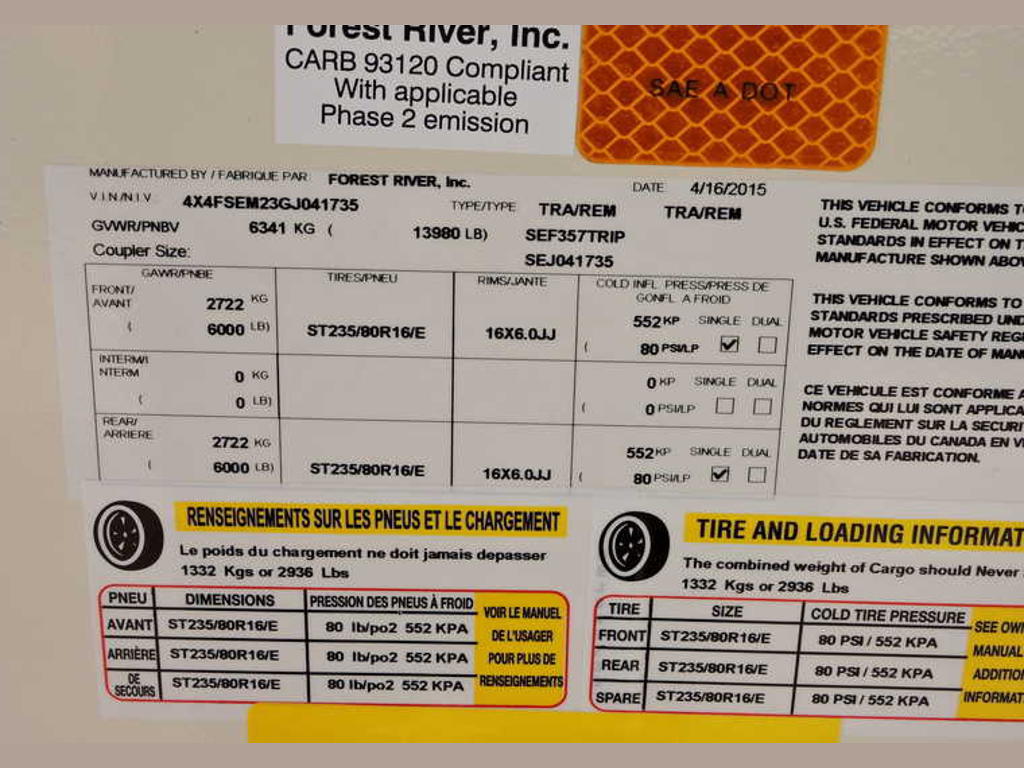 Forest River, Inc.
CARB 93120 Compliant
With applicable
Phase 2 emission
SAE A DOT
MANUFACTURED BY / FABRIQUE PAR FOREST RIVER, Inc. DATE 4/16/2015
V.I.N/N.I.V 4X4FSEM23GJ041735 TYPE/TYPE TRA/REM TRA/REM
GVWR/PNBV 6341 KG ( 13980 LB) SEF357TRIP
Coupler Size: SEJ041735
GAWR/PNBE TIRES/PNEU RIMS/JANTE COLD INFL PRESS/PRESS DE
GONFL A FROID
FRONT/
AVANT 2722 KG 552 KP SINGLE DUAL
( 6000 LB) ST235/80R16/E 16X6.0JJ ( 80 PSI/LP
INTERM/I
NTERM 0 KG 0 KP SINGLE DUAL
( 0 LB) ( 0 PSI/LP
REAR/
ARRIERE 2722 KG 552 KP SINGLE DUAL
( 6000 LB) ST235/80R16/E 16X6.0JJ ( 80 PSI/LP
THIS VEHICLE CONFORMS
U.S. FEDERAL MOTOR
STANDARDS IN EFFECT ON
MANUFACTURE SHOWN
THIS VEHICLE CONFORMS TO
STANDARDS PRESCRIBED
MOTOR VEHICLE SAFETY
EFFECT ON THE DATE OF
CE VEHICULE EST CONFORME
NORMES QUI LUI SONT
DU REGLEMENT SUR LA
AUTOMOBILES DU CANADA EN
DATE DE SA FABRICATION.
RENSEIGNEMENTS SUR LES PNEUS ET LE CHARGEMENT
Le poids du chargement ne doit jamais depasser
1332 Kgs or 2936 Lbs
PNEU DIMENSIONS PRESSION DES PNEUS À FROID
AVANT ST235/80R16/E 80 lb/po2 552 KPA
ARRIÈRE ST235/80R16/E 80 lb/po2 552 KPA
DE
SECOURS ST235/80R16/E 80 lb/po2 552 KPA
VOIR LE MANUEL
DE L'USAGER
POUR PLUS DE
RENSEIGNEMENTS
TIRE AND LOADING
The combined weight of Cargo should Never
1332 Kgs or 2936 Lbs
TIRE SIZE COLD TIRE PRESSURE
FRONT ST235/80R16/E 80 PSI / 552 KPA
REAR ST235/80R16/E 80 PSI / 552 KPA
SPARE ST235/80R16/E 80 PSI / 552 KPA
SEE
MANUAL